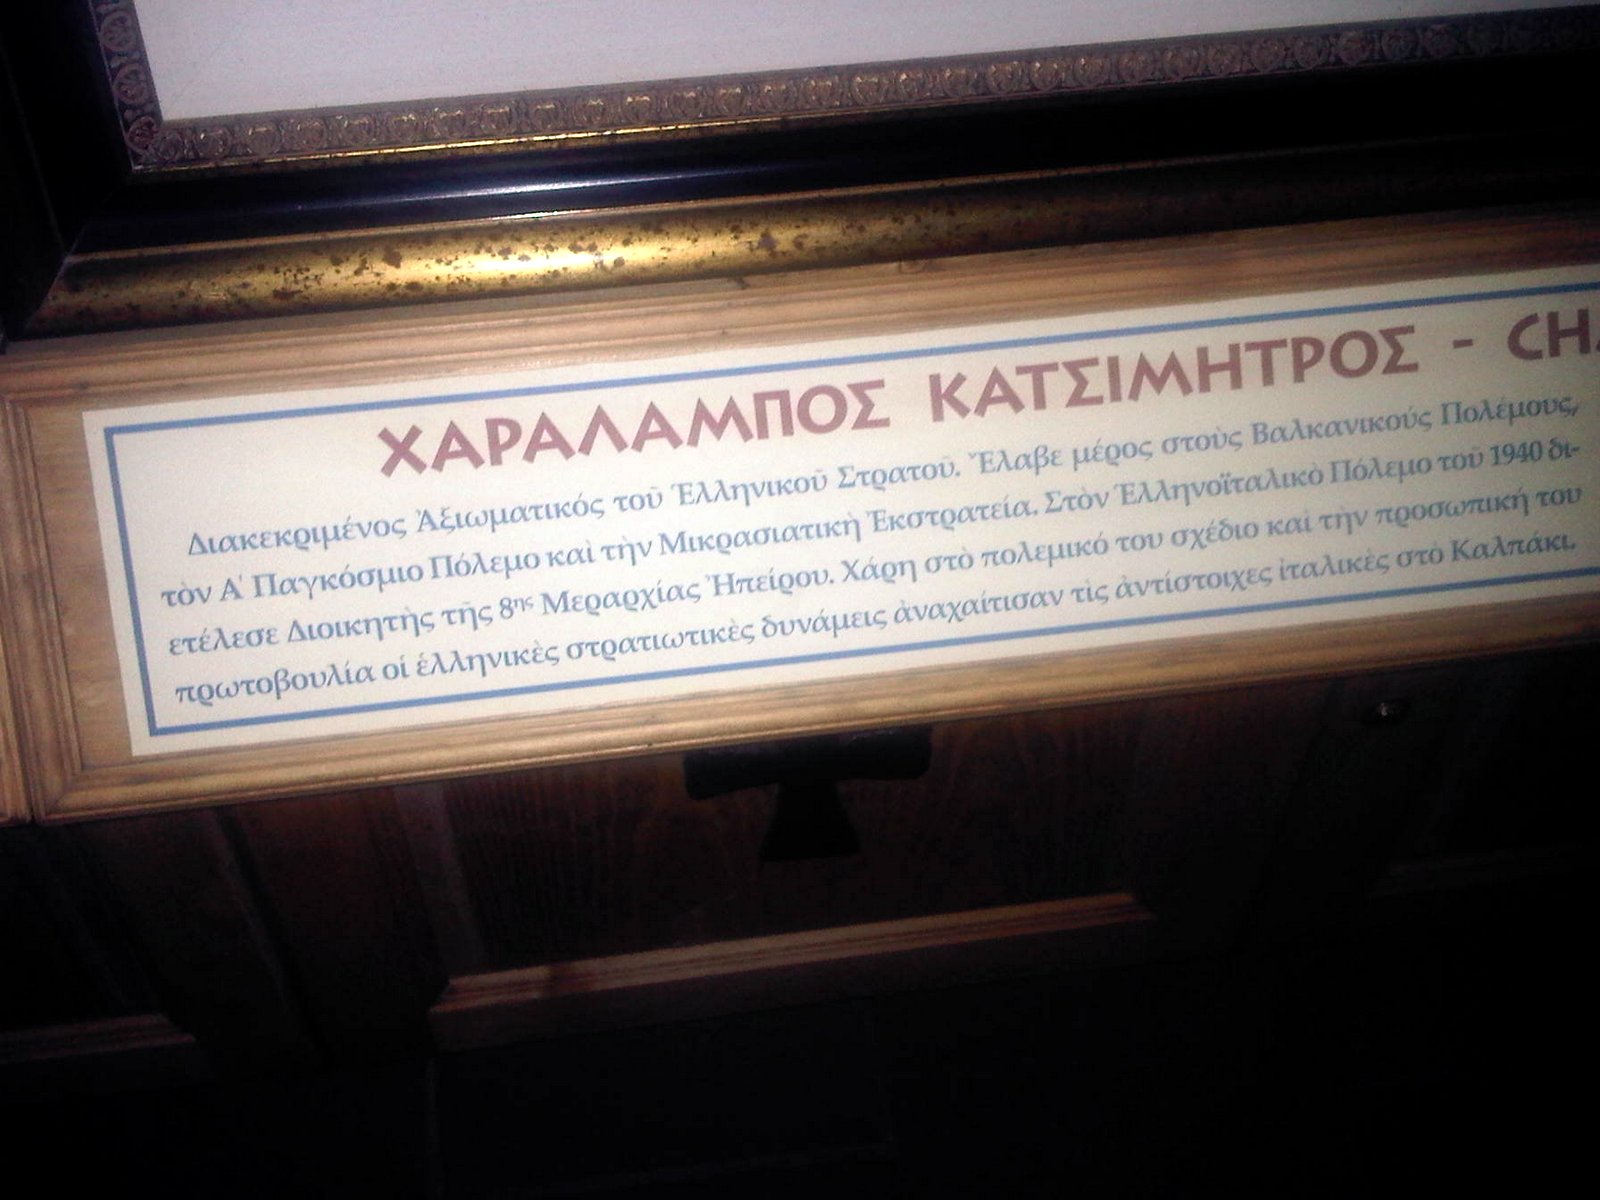 ΧΑΡΑΛΑΜΠΟΣ ΚΑΤΣΙΜΗΤΡΟΣ - CHA
Διακεκριμένος Ἀξιωματικός τοῦ Ἑλληνικοῦ Στρατοῦ. Ἔλαβε μέρος στοὺς Βαλκανικούς Πολέμους,
τὸν Α' Παγκόσμιο Πόλεμο καὶ τὴν Μικρασιατικὴ Ἐκστρατεία. Στὸν Ἑλληνοϊταλικὸ Πόλεμο τοῦ 1940 δι-
ετέλεσε Διοικητὴς τῆς 8ης Μεραρχίας Ἠπείρου. Χάρη στὸ πολεμικό του σχέδιο καὶ τὴν προσωπική του
πρωτοβουλία οἱ ἑλληνικὲς στρατιωτικὲς δυνάμεις ἀναχαίτισαν τὶς ἀντίστοιχες ἰταλικὲς στὸ Καλπάκι.